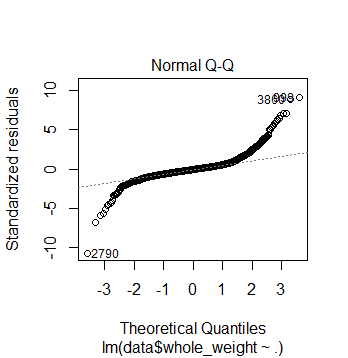 Normal Q-Q
Standardized residuals
10
5
0
-5
-10
3860
2790
-3 -2 -1 0 1 2 3
Theoretical Quantiles
lm(data$whole_weight ~ .)